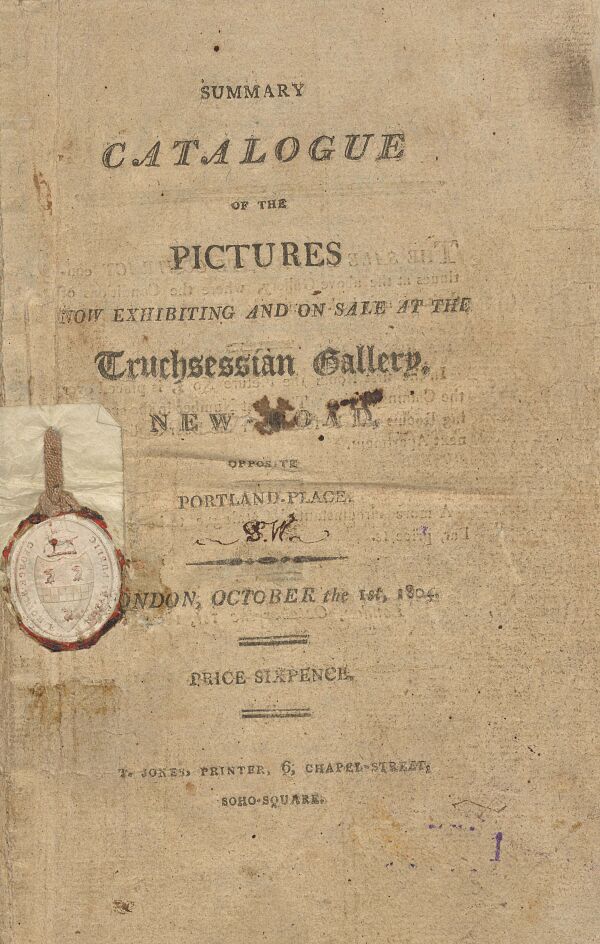 SUMMARY
CATALOGUE
OF THE
PICTURES
NOW EXHIBITING AND ON SALE AT THE
Truchsessian Gallery,
NEW-ROAD,
OPPOSITE
PORTLAND-PLACE.
LONDON, OCTOBER the 1st, 1804.
PRICE SIXPENCE.
T. JONES, PRINTER, 6, CHAPEL-STREET,
SOHO-SQUARE.